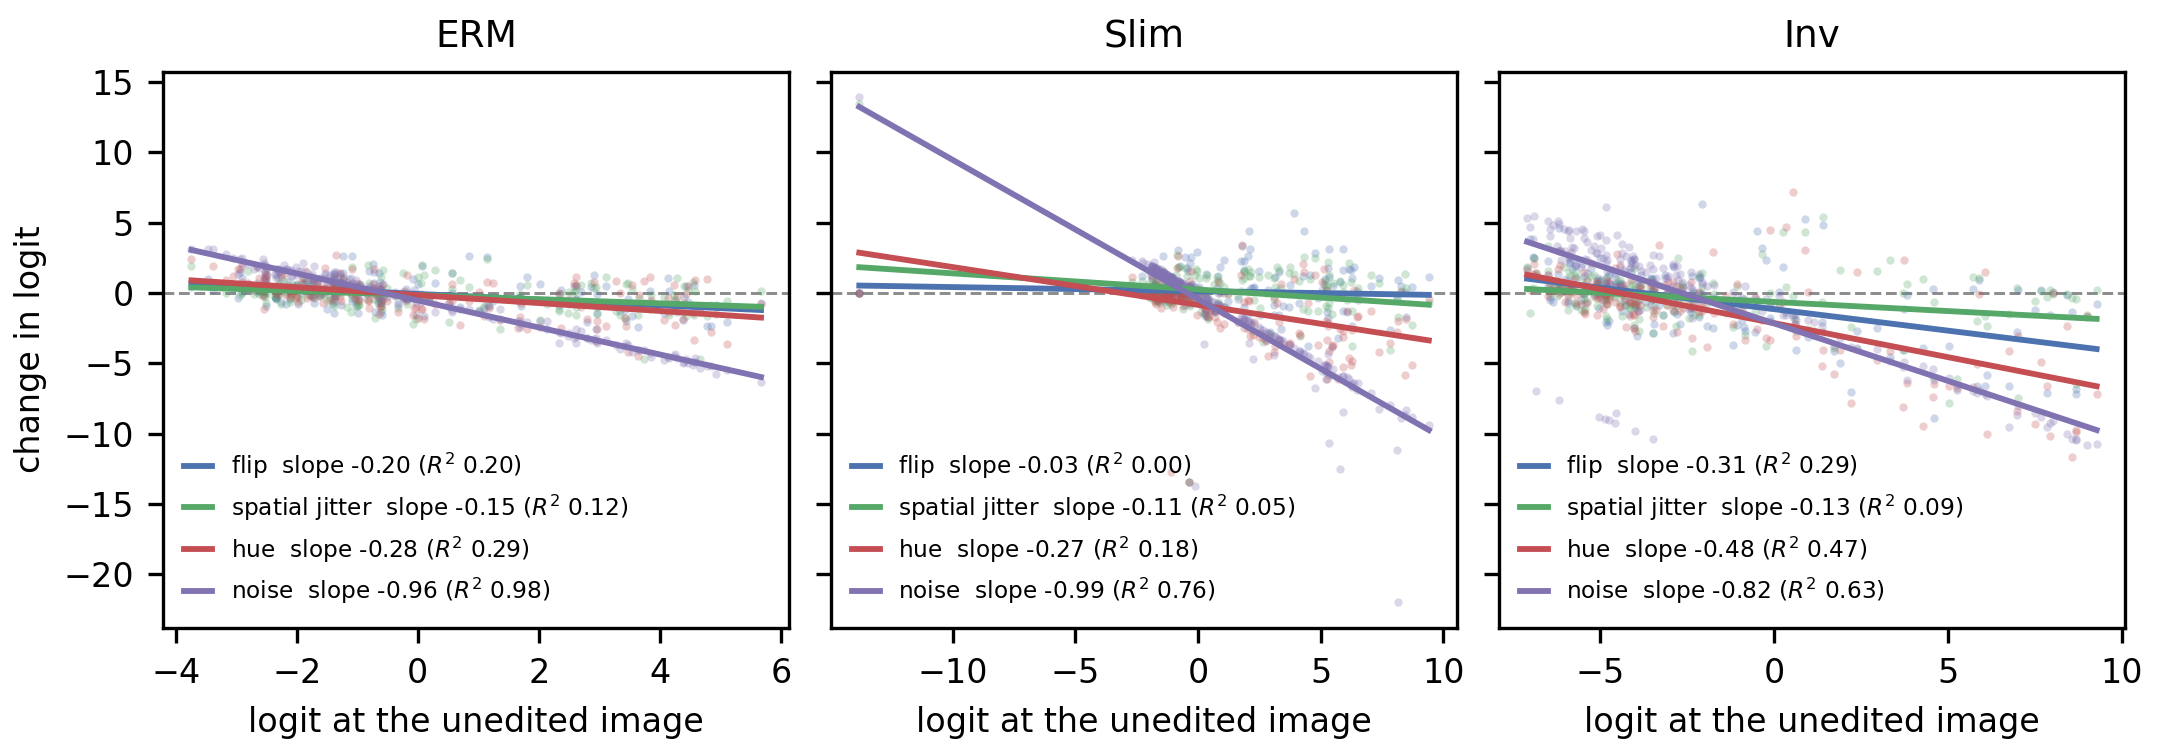 ERM
Slim
Inv
change in logit
15
10
5
0
−5
−10
−15
−20
flip slope -0.20 (R² 0.20)
spatial jitter slope -0.15 (R² 0.12)
hue slope -0.28 (R² 0.29)
noise slope -0.96 (R² 0.98)
−4 −2 0 2 4 6
logit at the unedited image
flip slope -0.03 (R² 0.00)
spatial jitter slope -0.11 (R² 0.05)
hue slope -0.27 (R² 0.18)
noise slope -0.99 (R² 0.76)
−10 −5 0 5 10
logit at the unedited image
flip slope -0.31 (R² 0.29)
spatial jitter slope -0.13 (R² 0.09)
hue slope -0.48 (R² 0.47)
noise slope -0.82 (R² 0.63)
−5 0 5 10
logit at the unedited image